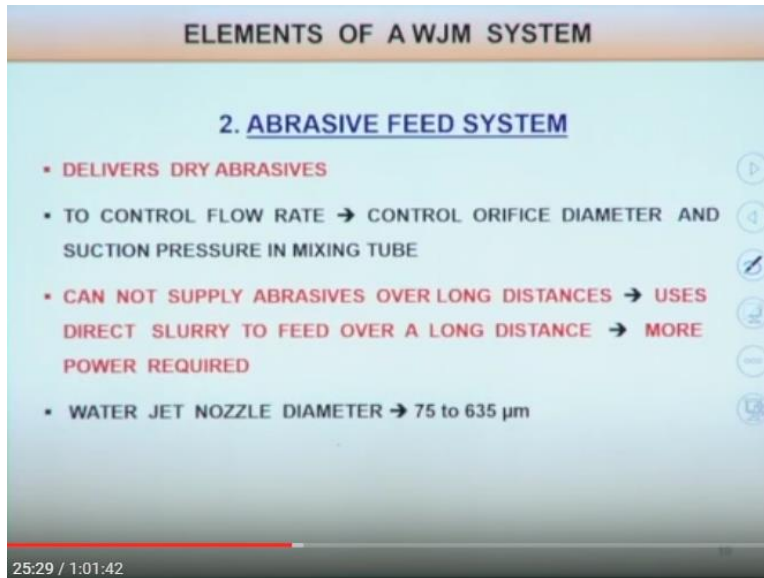 ELEMENTS OF A WJM SYSTEM
2. ABRASIVE FEED SYSTEM
▪ DELIVERS DRY ABRASIVES
▪ TO CONTROL FLOW RATE → CONTROL ORIFICE DIAMETER AND
SUCTION PRESSURE IN MIXING TUBE
▪ CAN NOT SUPPLY ABRASIVES OVER LONG DISTANCES → USES
DIRECT SLURRY TO FEED OVER A LONG DISTANCE → MORE
POWER REQUIRED
▪ WATER JET NOZZLE DIAMETER → 75 to 635 µm
25:29 / 1:01:42